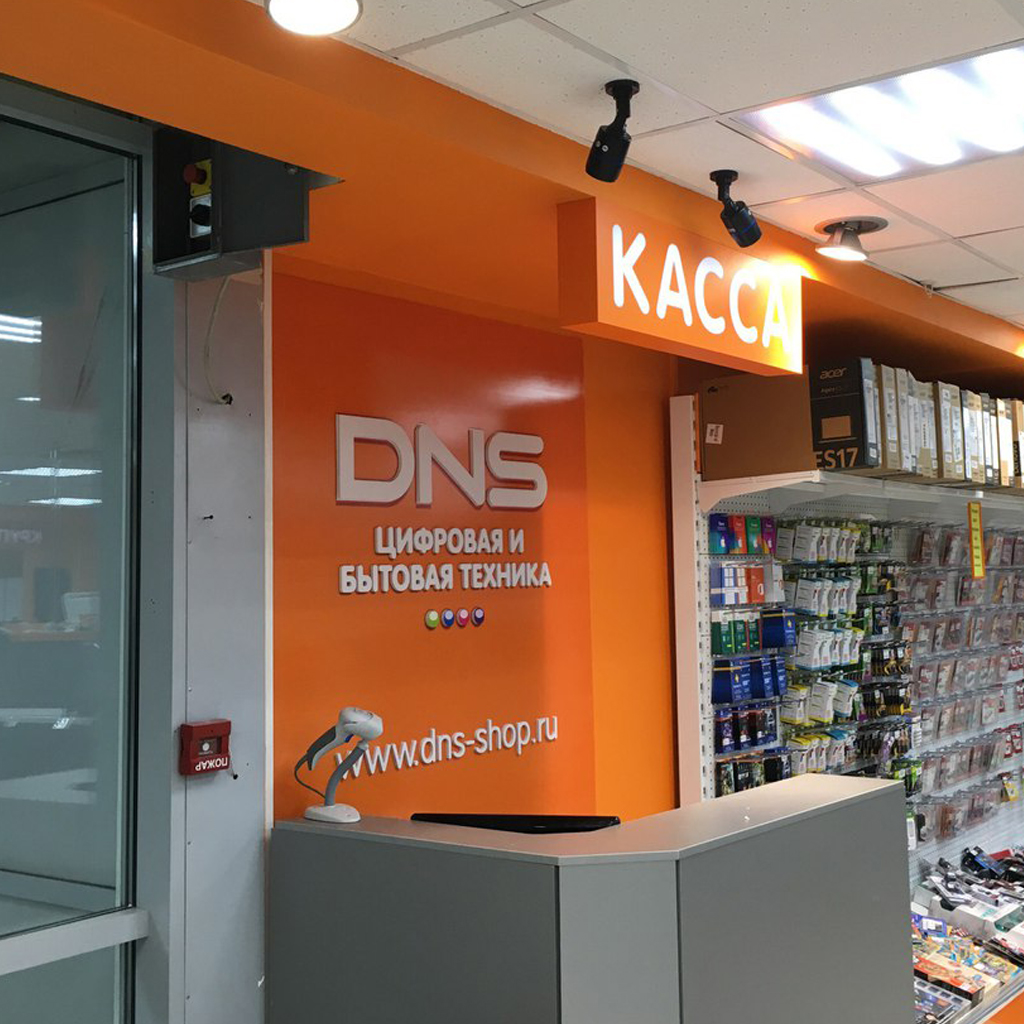 КАССА
DNS
ЦИФРОВАЯ И
БЫТОВАЯ ТЕХНИКА
www.dns-shop.ru
ПОЖАР
acer
ES17